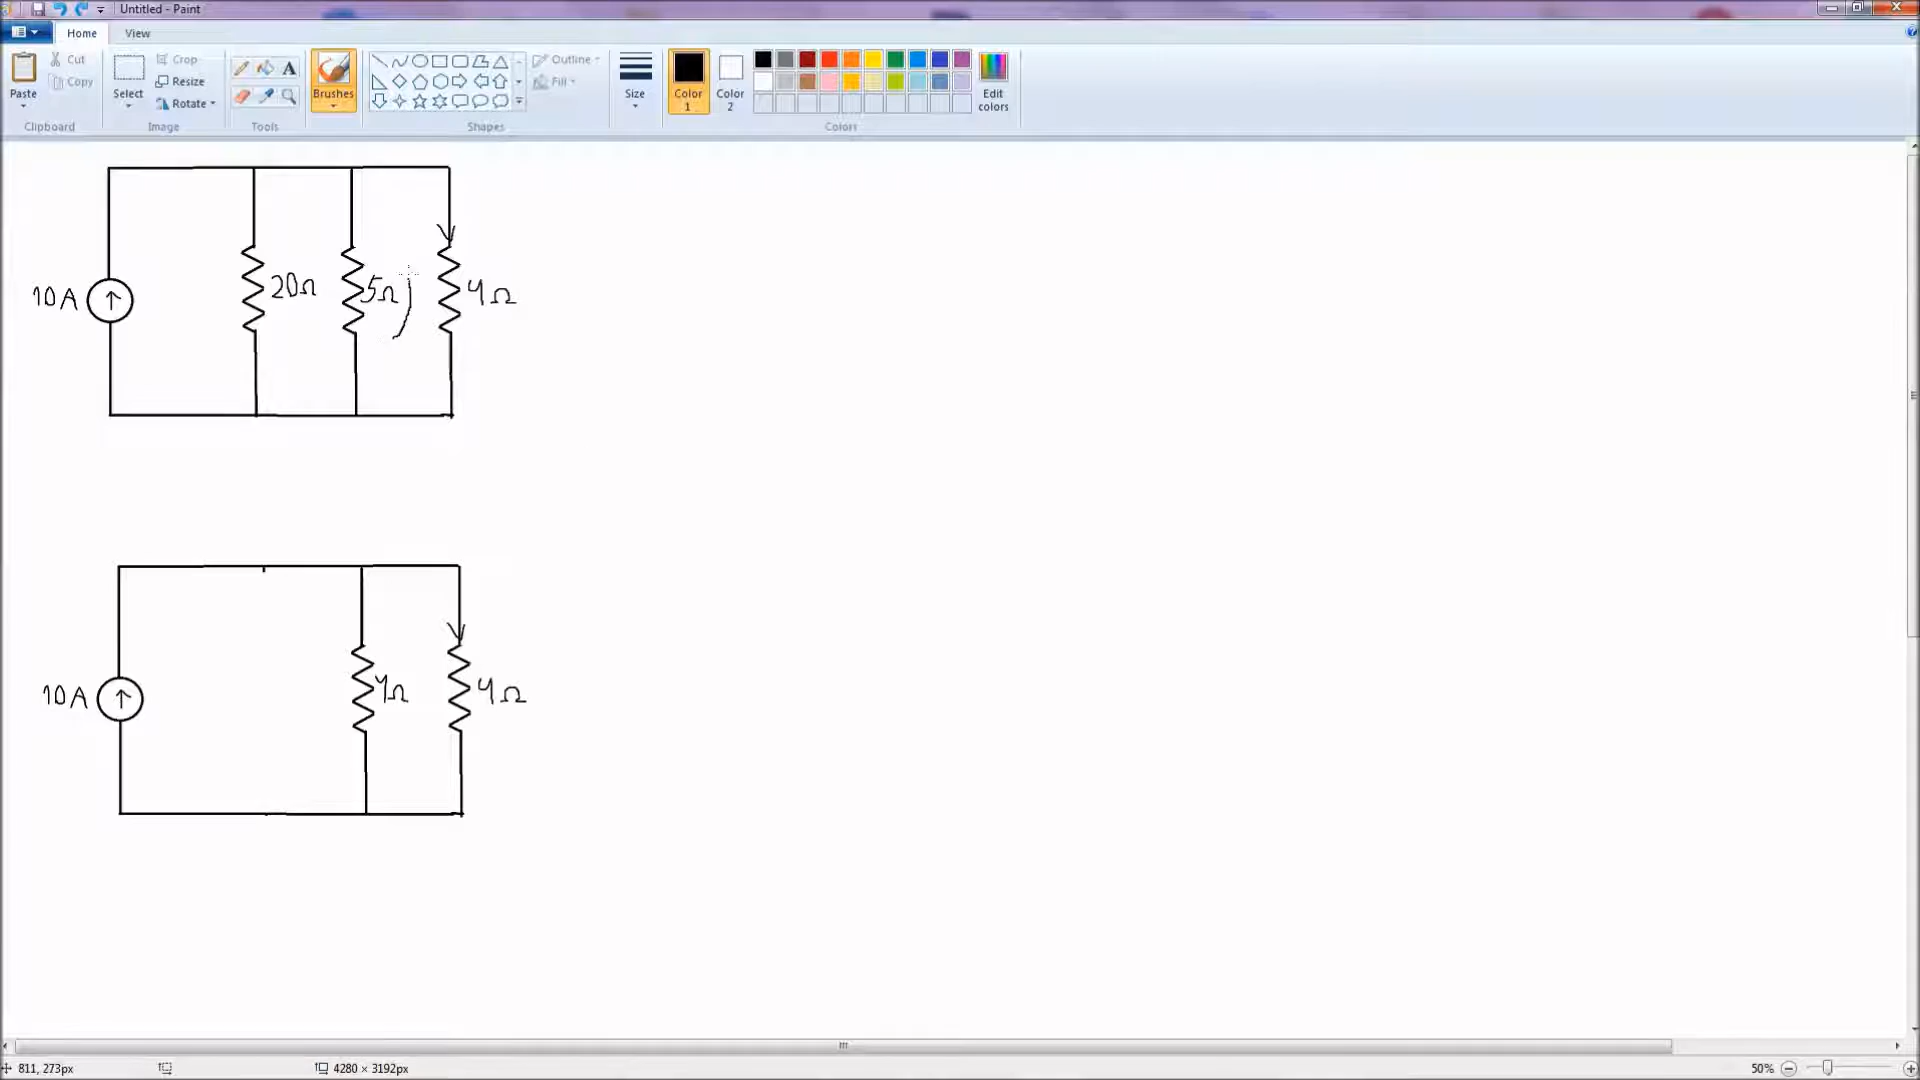 Untitled - Paint
Home View
Paste
Cut
Copy
Clipboard
Select
Crop
Resize
Rotate
Image
A
Tools
Brushes
Outline
Fill
Shapes
Size
Color 1
Color 2
Edit colors
Colors
10A
20Ω
5Ω
4Ω
10A
4Ω
4Ω
811, 273px
4280 × 3192px
50%